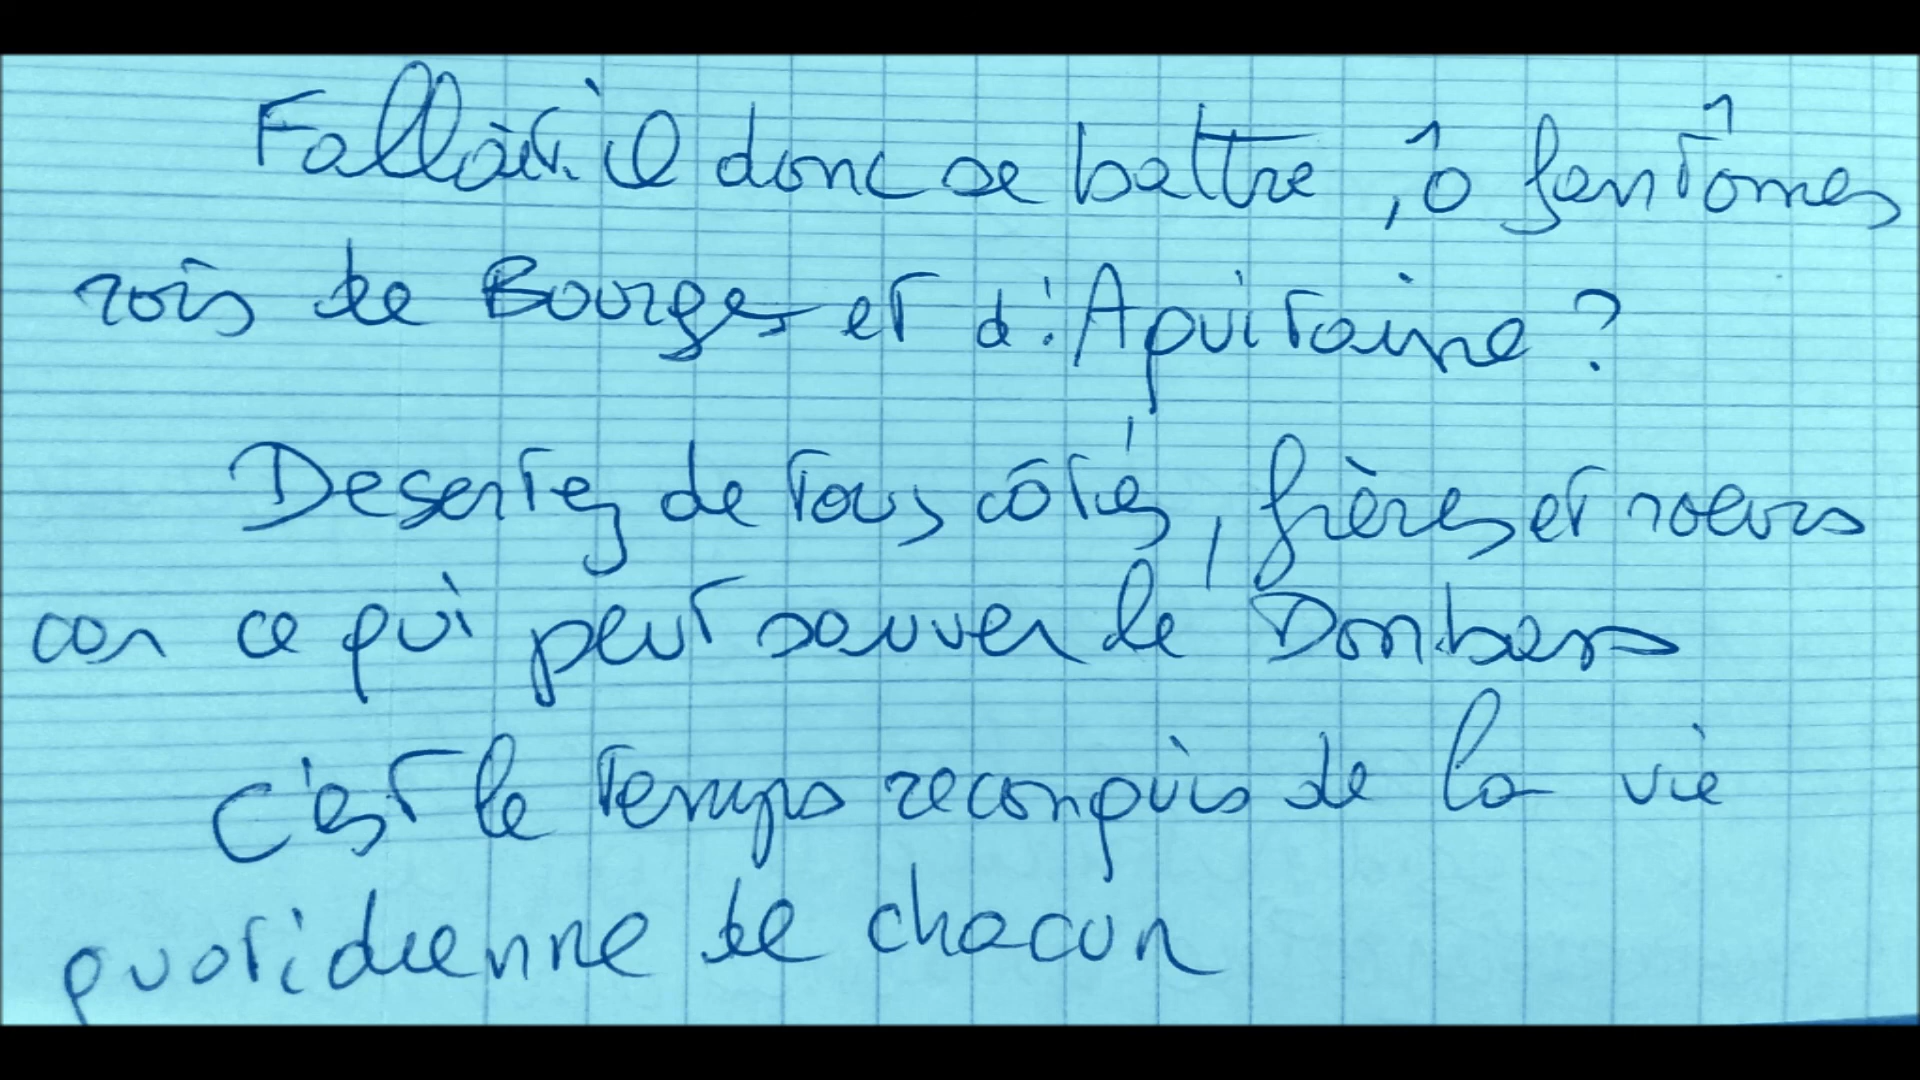 Fallait-il donc se battre, ô fantômes
rois de Bourges et d'Aquitaine ?
Desertez de tous côtés, frères et soeurs
car ce qui peut sauver le Donbass
c'est le temps reconquis de la vie
quotidienne de chacun